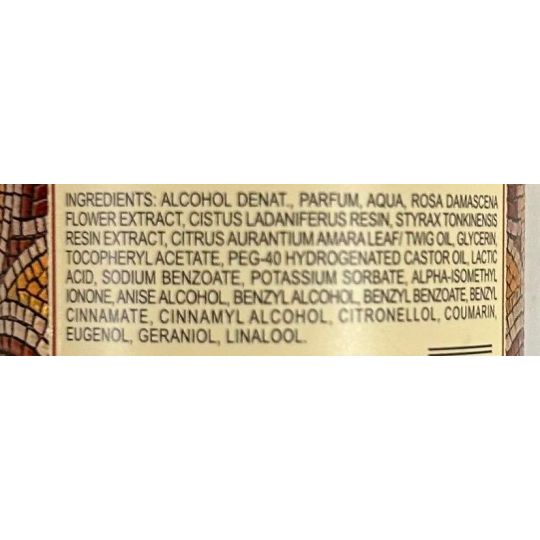 INGREDIENTS: ALCOHOL DENAT., PARFUM, AQUA, ROSA DAMASCENA
FLOWER EXTRACT, CISTUS LADANIFERUS RESIN, STYRAX TONKINENSIS
RESIN EXTRACT, CITRUS AURANTIUM AMARA LEAF/ TWIG OIL, GLYCERIN,
TOCOPHERYL ACETATE, PEG-40 HYDROGENATED CASTOR OIL, LACTIC
ACID, SODIUM BENZOATE, POTASSIUM SORBATE, ALPHA-ISOMETHYL
IONONE, ANISE ALCOHOL, BENZYL ALCOHOL, BENZYL BENZOATE, BENZYL
CINNAMATE, CINNAMYL ALCOHOL, CITRONELLOL, COUMARIN,
EUGENOL, GERANIOL, LINALOOL.